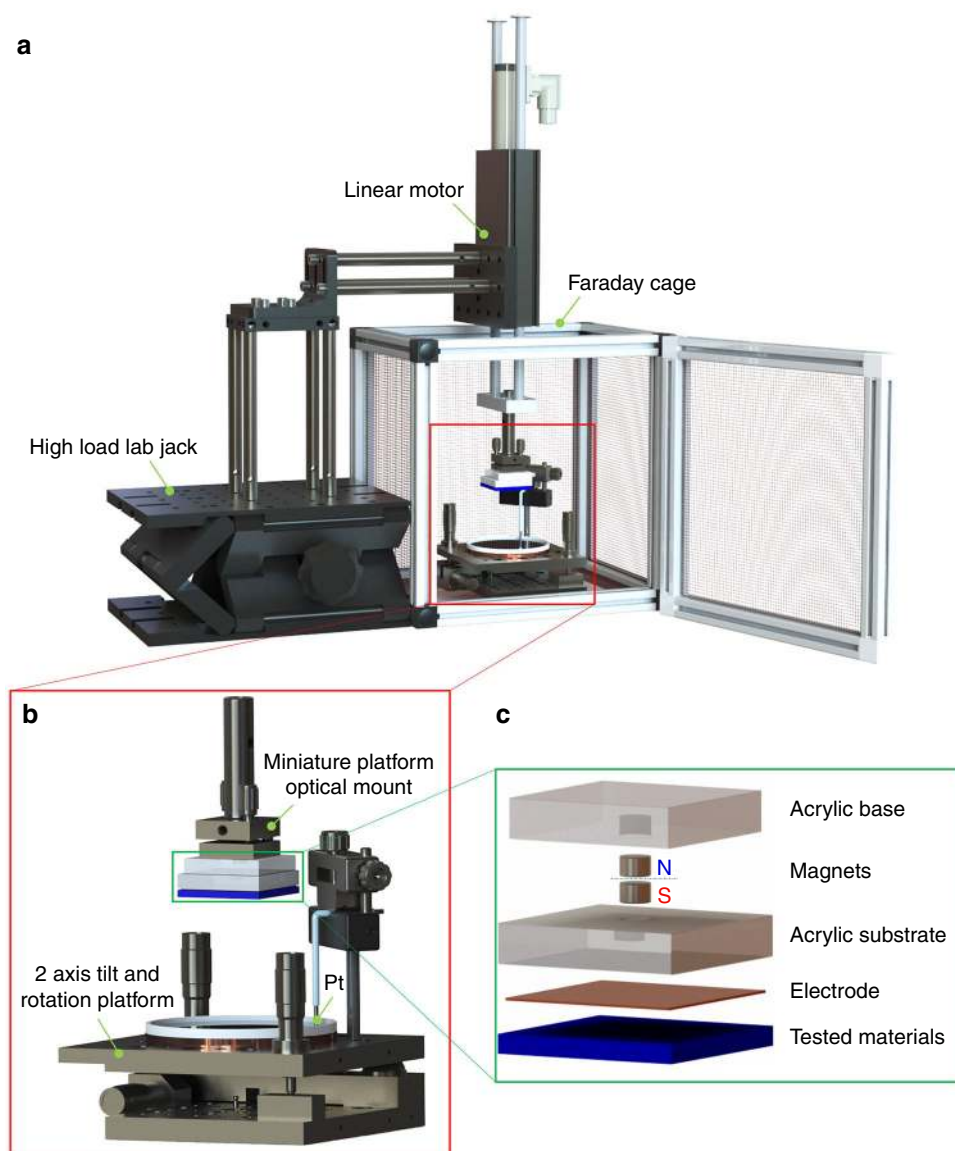 a
Linear motor
Faraday cage
High load lab jack
b
Miniature platform
optical mount
2 axis tilt and
rotation platform
Pt
c
Acrylic base
N
Magnets
S
Acrylic substrate
Electrode
Tested materials